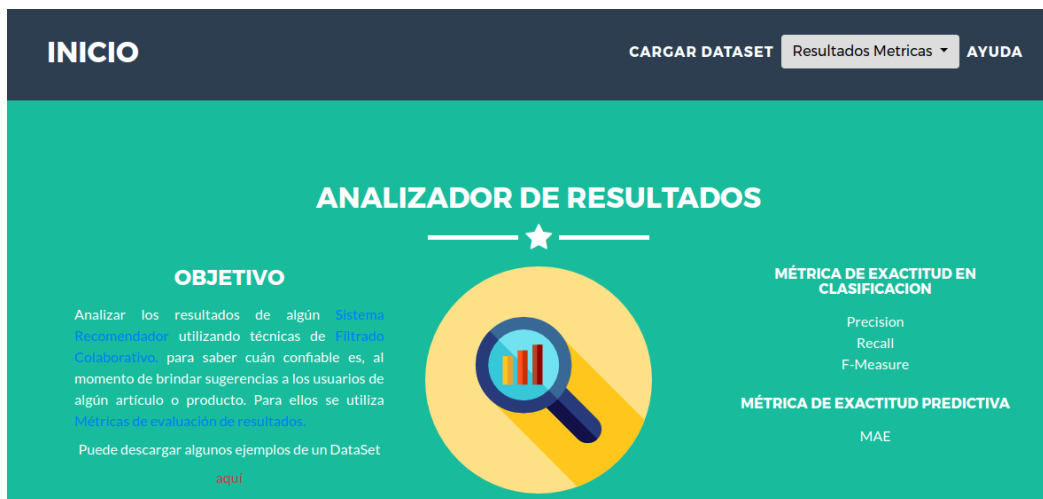 INICIO
CARGAR DATASET Resultados Metricas AYUDA
ANALIZADOR DE RESULTADOS
OBJETIVO
Analizar los resultados de algún Sistema
Recomendador utilizando técnicas de Filtrado
Colaborativo. para saber cuán confiable es, al
momento de brindar sugerencias a los usuarios de
algún artículo o producto. Para ellos se utiliza
Métricas de evaluación de resultados.
Puede descargar algunos ejemplos de un DataSet
aquí
MÉTRICA DE EXACTITUD EN
CLASIFICACION
Precision
Recall
F-Measure
MÉTRICA DE EXACTITUD PREDICTIVA
MAE